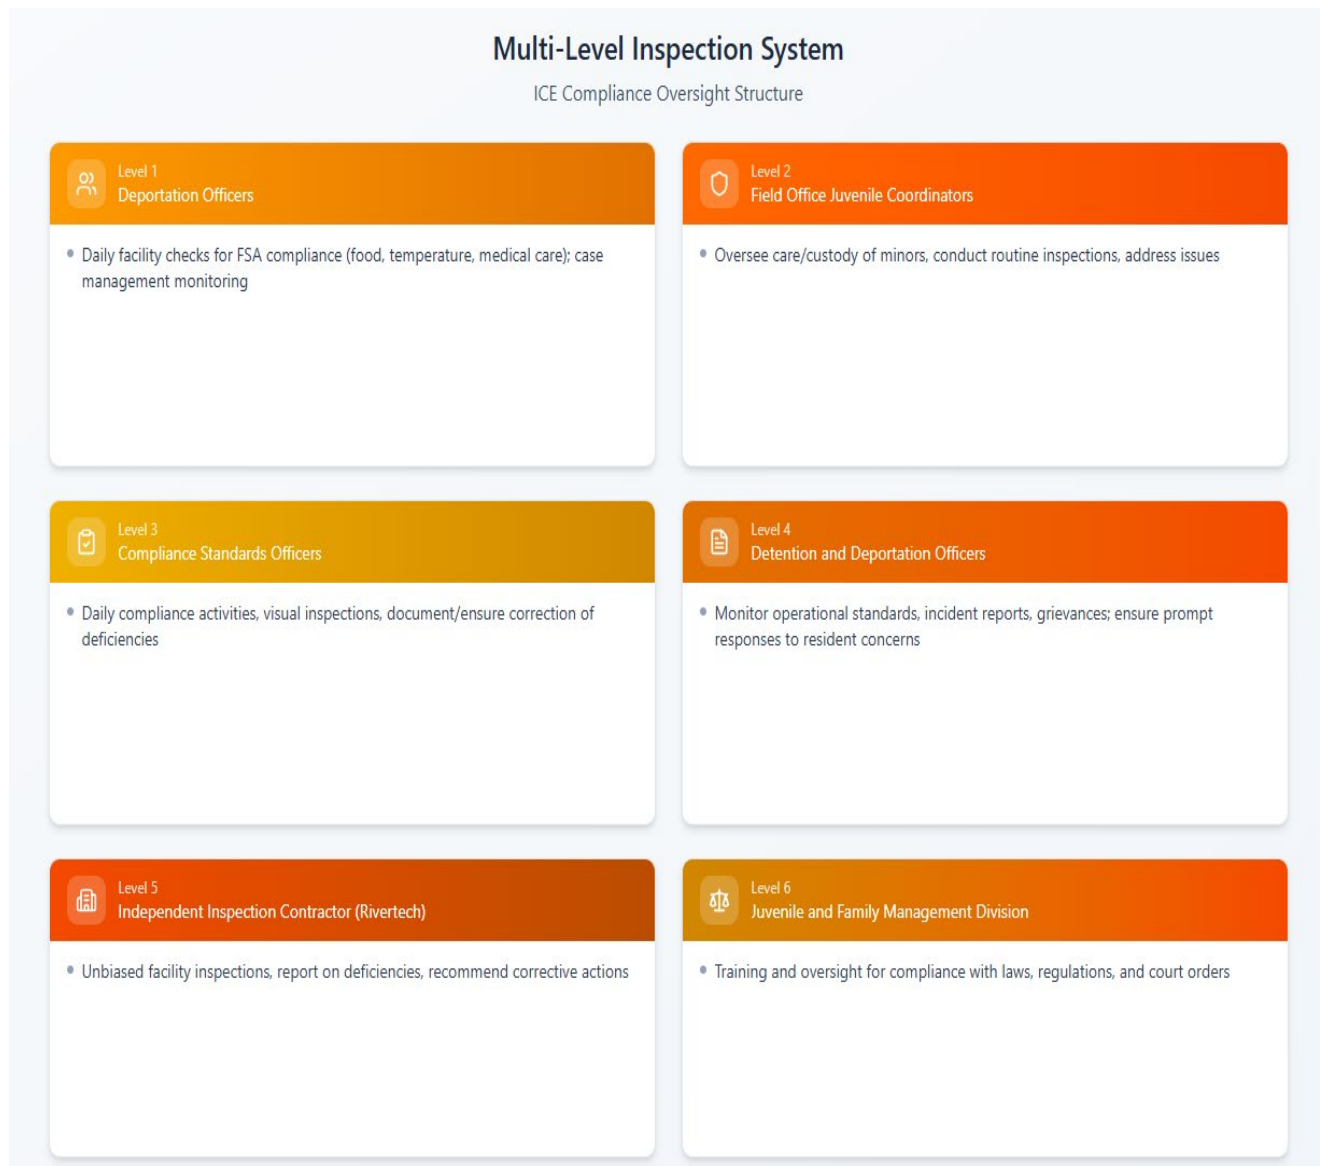 Multi-Level Inspection System
ICE Compliance Oversight Structure
Level 1
Deportation Officers
• Daily facility checks for FSA compliance (food, temperature, medical care); case
management monitoring
Level 2
Field Office Juvenile Coordinators
• Oversee care/custody of minors, conduct routine inspections, address issues
Level 3
Compliance Standards Officers
• Daily compliance activities, visual inspections, document/ensure correction of
deficiencies
Level 4
Detention and Deportation Officers
• Monitor operational standards, incident reports, grievances; ensure prompt
responses to resident concerns
Level 5
Independent Inspection Contractor (Rivertech)
• Unbiased facility inspections, report on deficiencies, recommend corrective actions
Level 6
Juvenile and Family Management Division
• Training and oversight for compliance with laws, regulations, and court orders